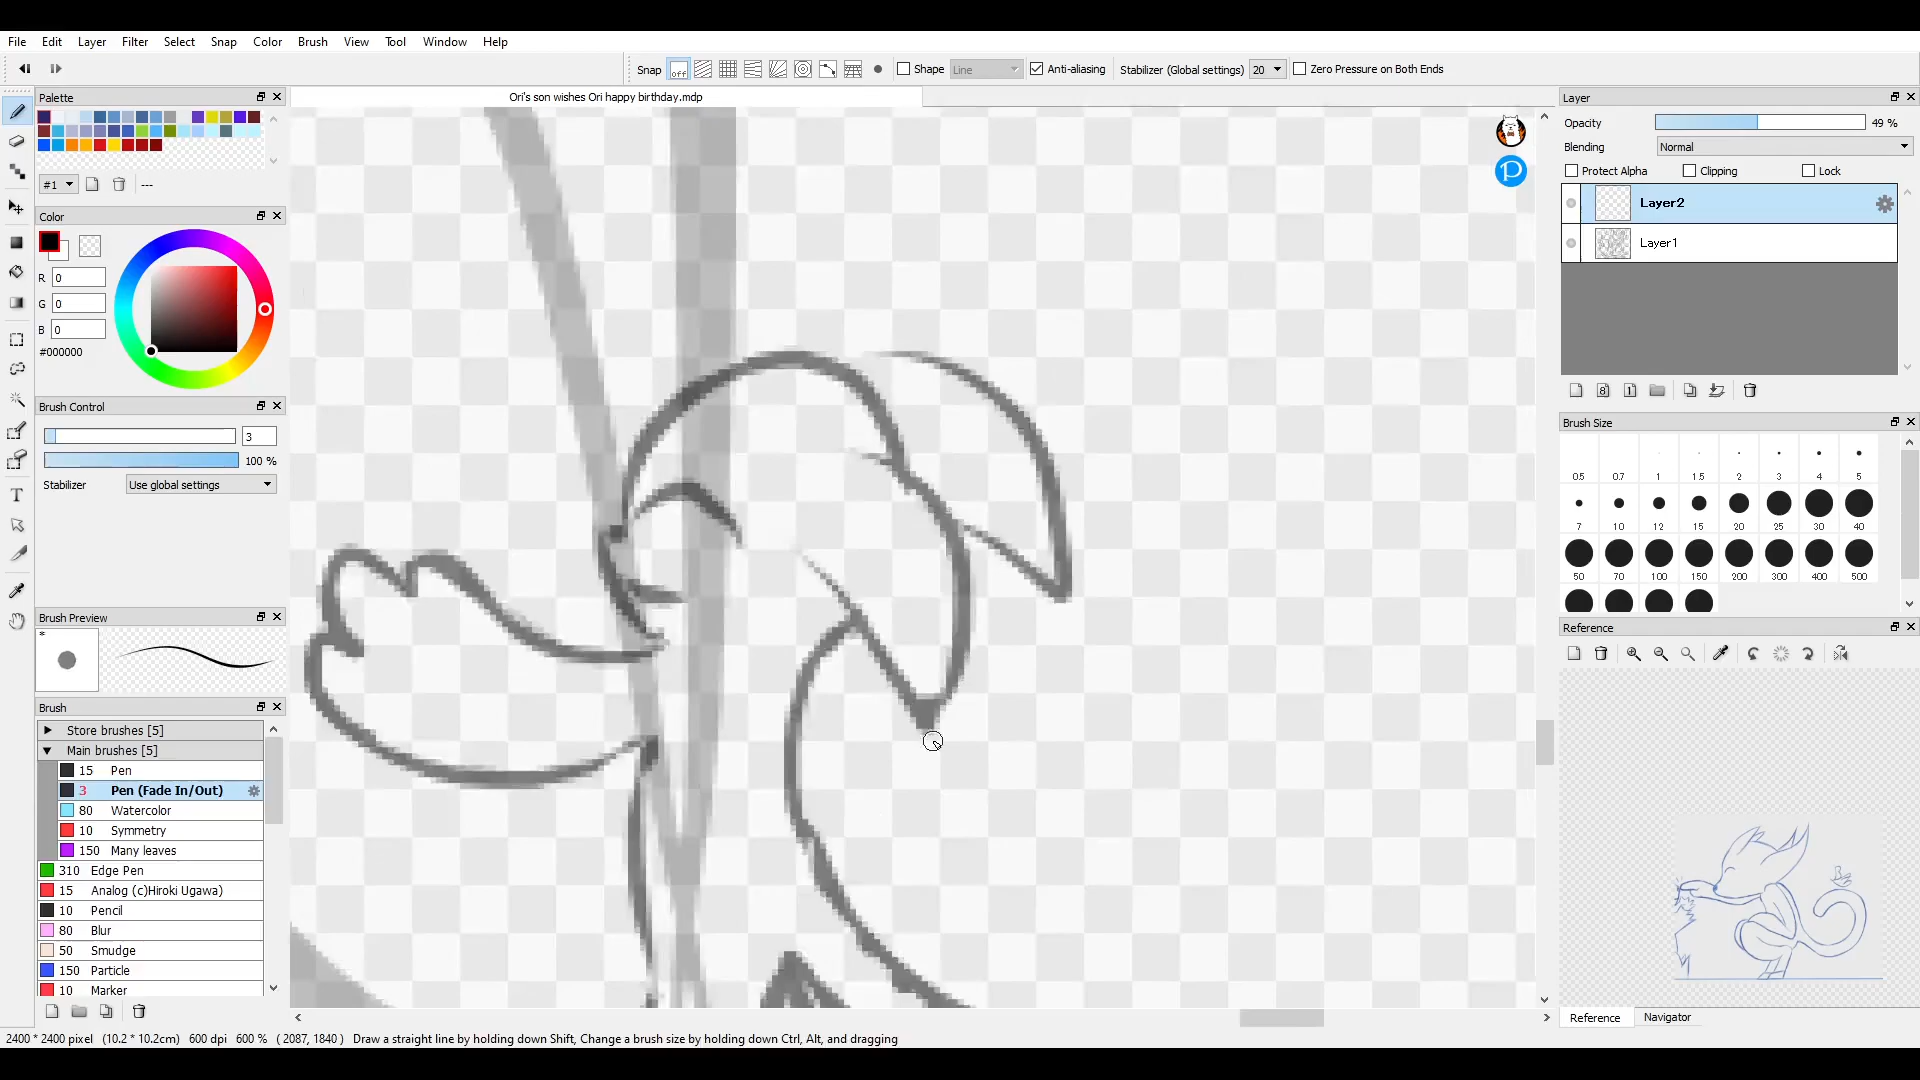 File Edit Layer Filter Select Snap Color Brush View Tool Window Help
Snap off Shape Line Anti-aliasing Stabilizer (Global settings) 20 Zero Pressure on Both Ends
Palette
Ori's son wishes Ori happy birthday.mdp
#1 ---
Color
R 0
G 0
B 0
#000000
Brush Control
3
100 %
Stabilizer Use global settings
Brush Preview
*
Brush
Store brushes [5]
Main brushes [5]
15 Pen
3 Pen (Fade In/Out)
80 Watercolor
10 Symmetry
150 Many leaves
310 Edge Pen
15 Analog (c)Hiroki Ugawa)
10 Pencil
80 Blur
50 Smudge
150 Particle
10 Marker
Layer
Opacity 49 %
Blending Normal
Protect Alpha Clipping Lock
Layer2
Layer1
8 1
Brush Size
0.5 0.7 1 1.5 2 3 4 5
7 10 12 15 20 25 30 40
50 70 100 150 200 300 400 500
Reference
Reference Navigator
2400 * 2400 pixel (10.2 * 10.2cm) 600 dpi 600 % ( 2087, 1840 ) Draw a straight line by holding down Shift, Change a brush size by holding down Ctrl, Alt, and dragging